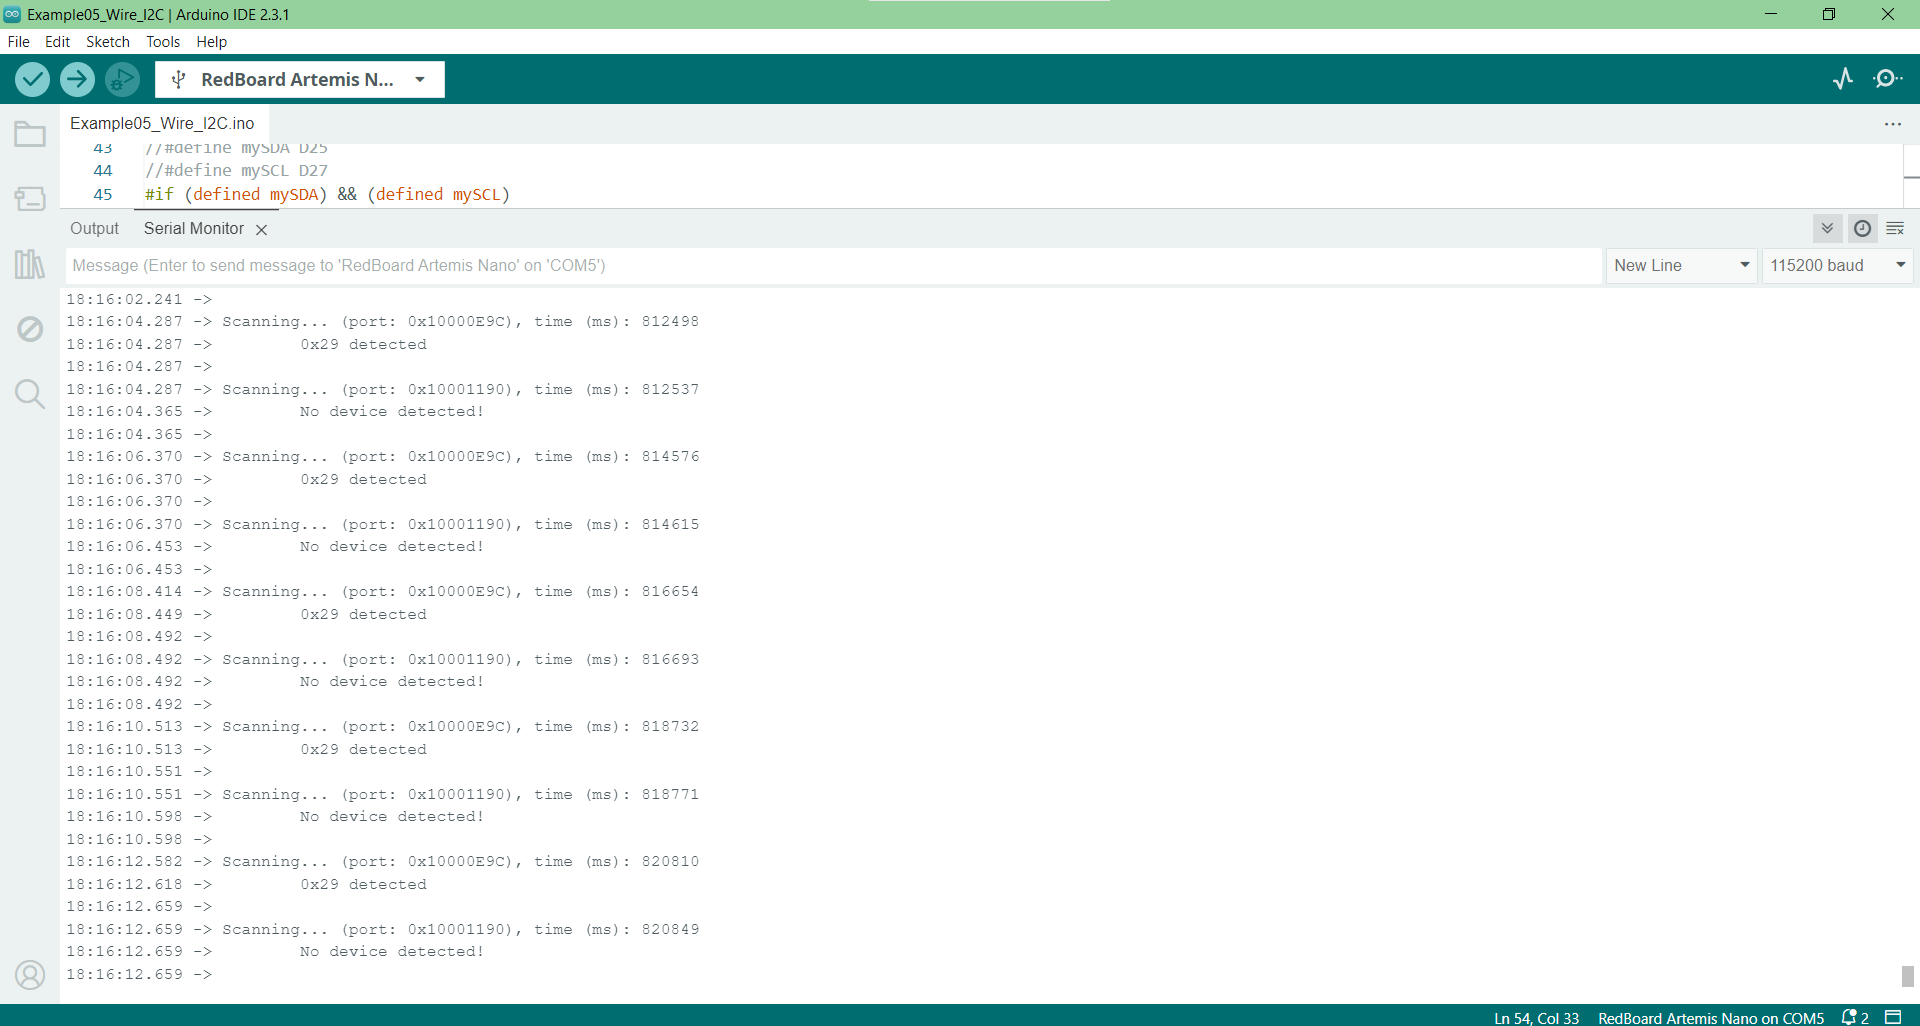 Example05_Wire_I2C | Arduino IDE 2.3.1
File Edit Sketch Tools Help
RedBoard Artemis N...
Example05_Wire_I2C.ino
43 //#define mySDA D25
44 //#define mySCL D27
45 #if (defined mySDA) && (defined mySCL)
Output Serial Monitor
Message (Enter to send message to 'RedBoard Artemis Nano' on 'COM5') New Line 115200 baud
18:16:02.241 ->
18:16:04.287 -> Scanning... (port: 0x10000E9C), time (ms): 812498
18:16:04.287 -> 0x29 detected
18:16:04.287 ->
18:16:04.287 -> Scanning... (port: 0x10001190), time (ms): 812537
18:16:04.365 -> No device detected!
18:16:04.365 ->
18:16:06.370 -> Scanning... (port: 0x10000E9C), time (ms): 814576
18:16:06.370 -> 0x29 detected
18:16:06.370 ->
18:16:06.370 -> Scanning... (port: 0x10001190), time (ms): 814615
18:16:06.453 -> No device detected!
18:16:06.453 ->
18:16:08.414 -> Scanning... (port: 0x10000E9C), time (ms): 816654
18:16:08.449 -> 0x29 detected
18:16:08.492 ->
18:16:08.492 -> Scanning... (port: 0x10001190), time (ms): 816693
18:16:08.492 -> No device detected!
18:16:08.492 ->
18:16:10.513 -> Scanning... (port: 0x10000E9C), time (ms): 818732
18:16:10.513 -> 0x29 detected
18:16:10.551 ->
18:16:10.551 -> Scanning... (port: 0x10001190), time (ms): 818771
18:16:10.598 -> No device detected!
18:16:10.598 ->
18:16:12.582 -> Scanning... (port: 0x10000E9C), time (ms): 820810
18:16:12.618 -> 0x29 detected
18:16:12.659 ->
18:16:12.659 -> Scanning... (port: 0x10001190), time (ms): 820849
18:16:12.659 -> No device detected!
18:16:12.659 ->
Ln 54, Col 33 RedBoard Artemis Nano on COM5 2